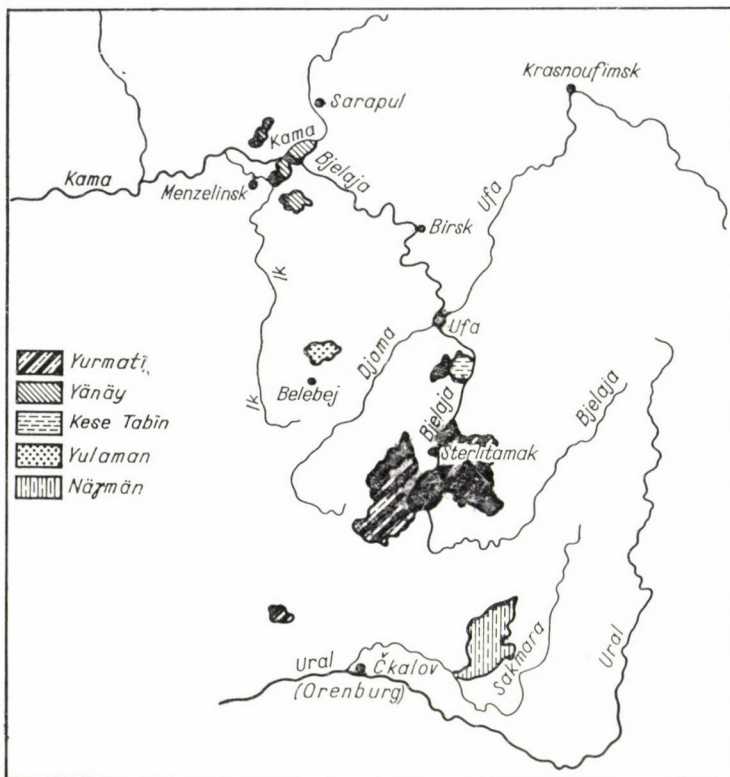 Krasnoufimsk
Sarapul
Kama
Bjelaja
Kama
Menzelinsk
Ufa
Birsk
Ik
Ufa
Djoma
Yurmatï
Yänäy
Belebej
Bjelaja
Kese Tabïn
Ik
Bjelaja
Sterlitamak
Yulaman
Näγmän
Sakmara
Ural
Ural
Čkalov
(Orenburg)